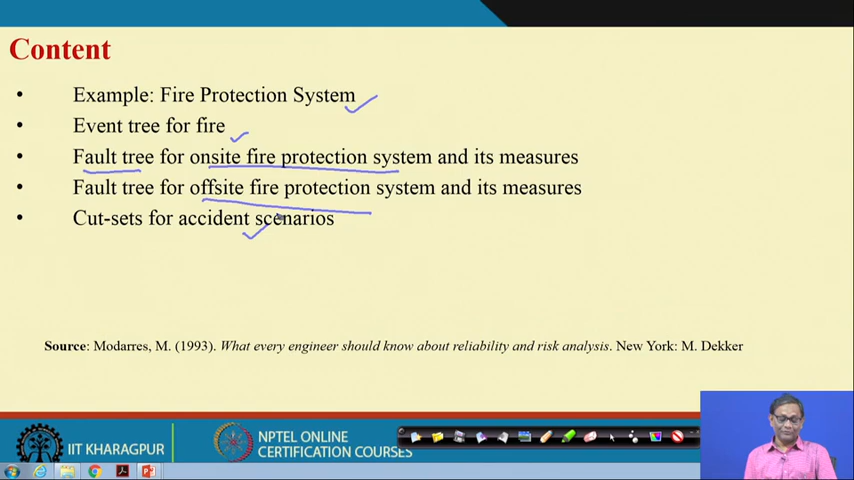 Content
• Example: Fire Protection System
• Event tree for fire
• Fault tree for onsite fire protection system and its measures
• Fault tree for offsite fire protection system and its measures
• Cut-sets for accident scenarios
Source: Modarres, M. (1993). What every engineer should know about reliability and risk analysis. New York: M. Dekker
IIT KHARAGPUR
NPTEL ONLINE
CERTIFICATION COURSES